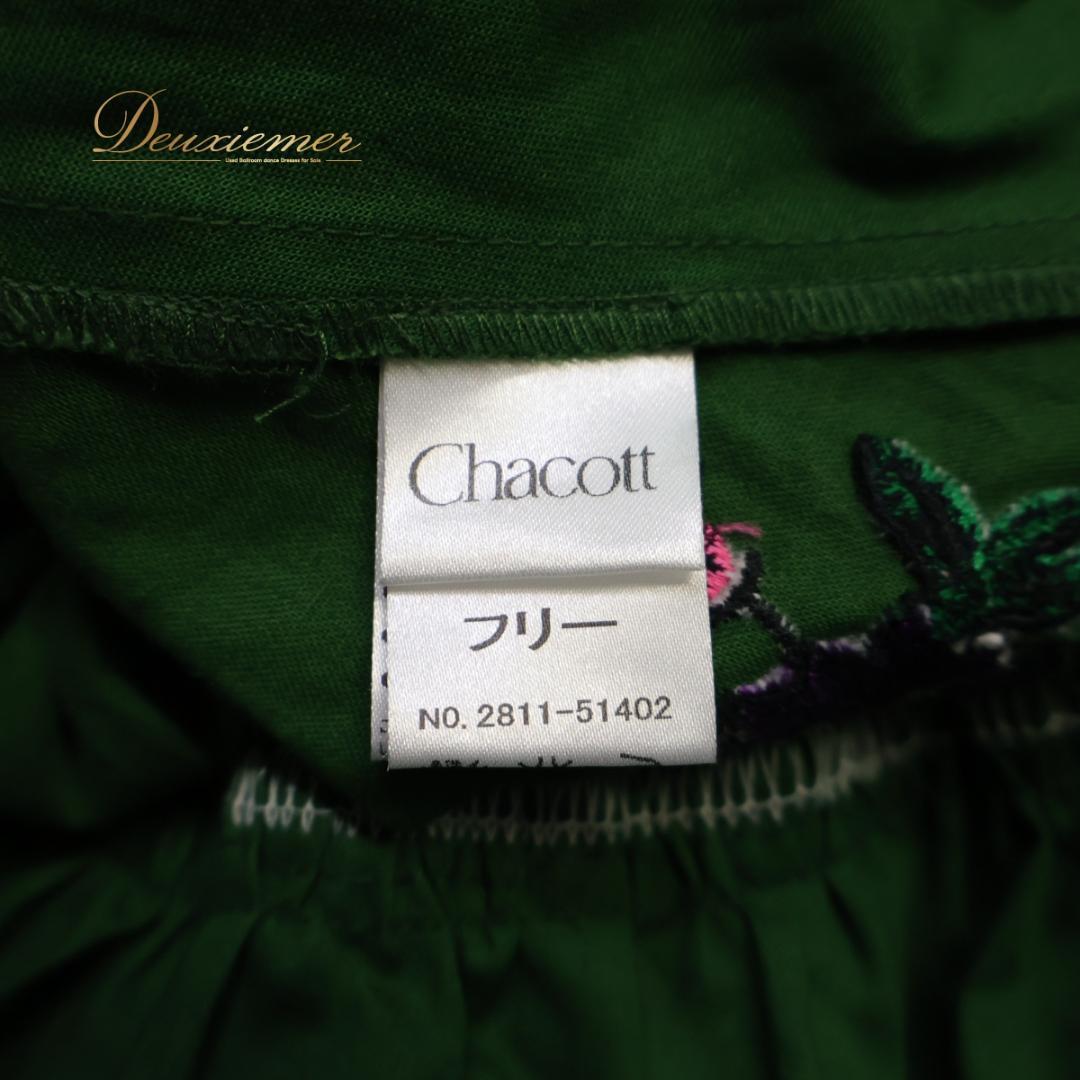 Deuxiemer
Used Ballroom dance Dresses for Sale
Chacott
フリー
NO. 2811-51402